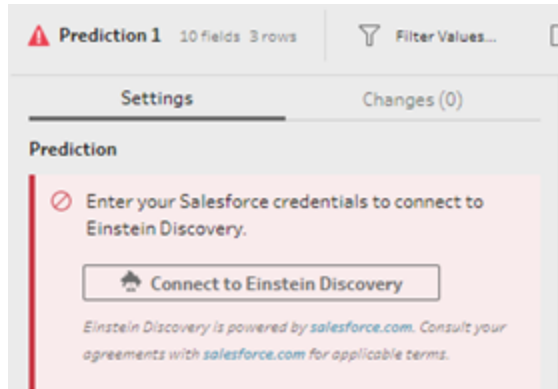 Prediction 1 10 fields 3 rows Filter Values...
Settings Changes (0)
Prediction
Enter your Salesforce credentials to connect to
Einstein Discovery.
Connect to Einstein Discovery
Einstein Discovery is powered by salesforce.com. Consult your
agreements with salesforce.com for applicable terms.